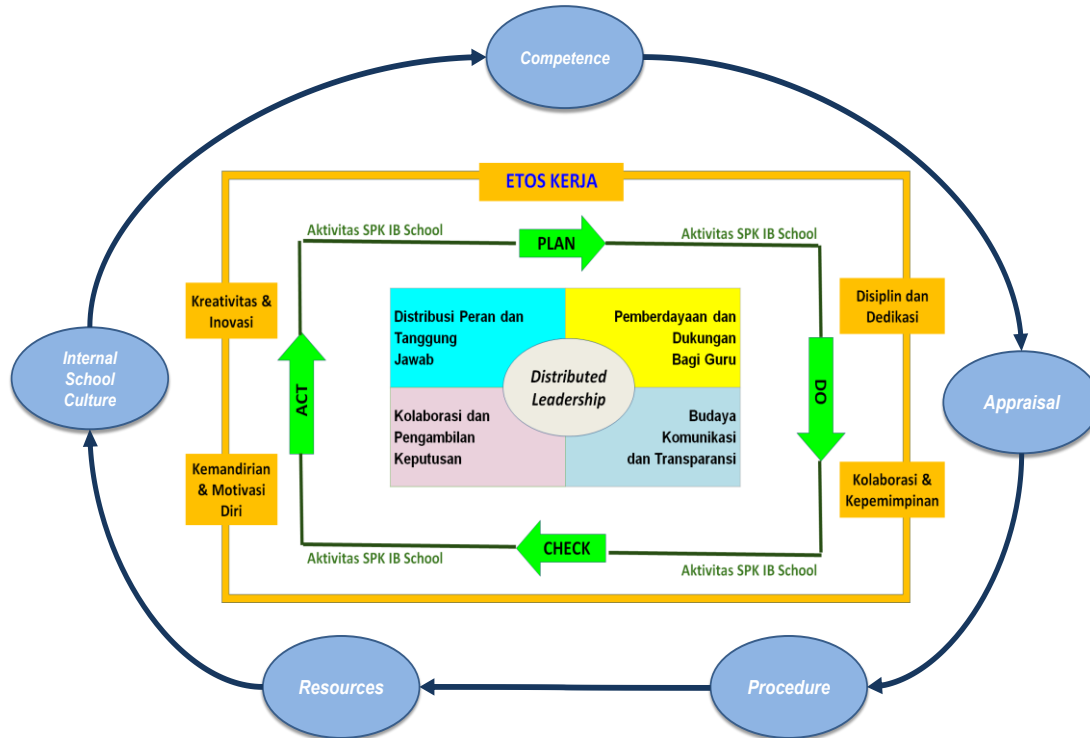 Competence
ETOS KERJA
Aktivitas SPK IB School
PLAN
Aktivitas SPK IB School
Kreativitas &
Inovasi
Disiplin dan
Dedikasi
Distribusi Peran dan
Tanggung
Jawab
Pemberdayaan dan
Dukungan
Bagi Guru
Internal
School
Culture
ACT
Distributed
Leadership
DO
Appraisal
Kolaborasi dan
Pengambilan
Keputusan
Budaya
Komunikasi
dan Transparansi
Kemandirian
& Motivasi
Diri
Kolaborasi &
Kepemimpinan
Aktivitas SPK IB School
CHECK
Aktivitas SPK IB School
Resources
Procedure